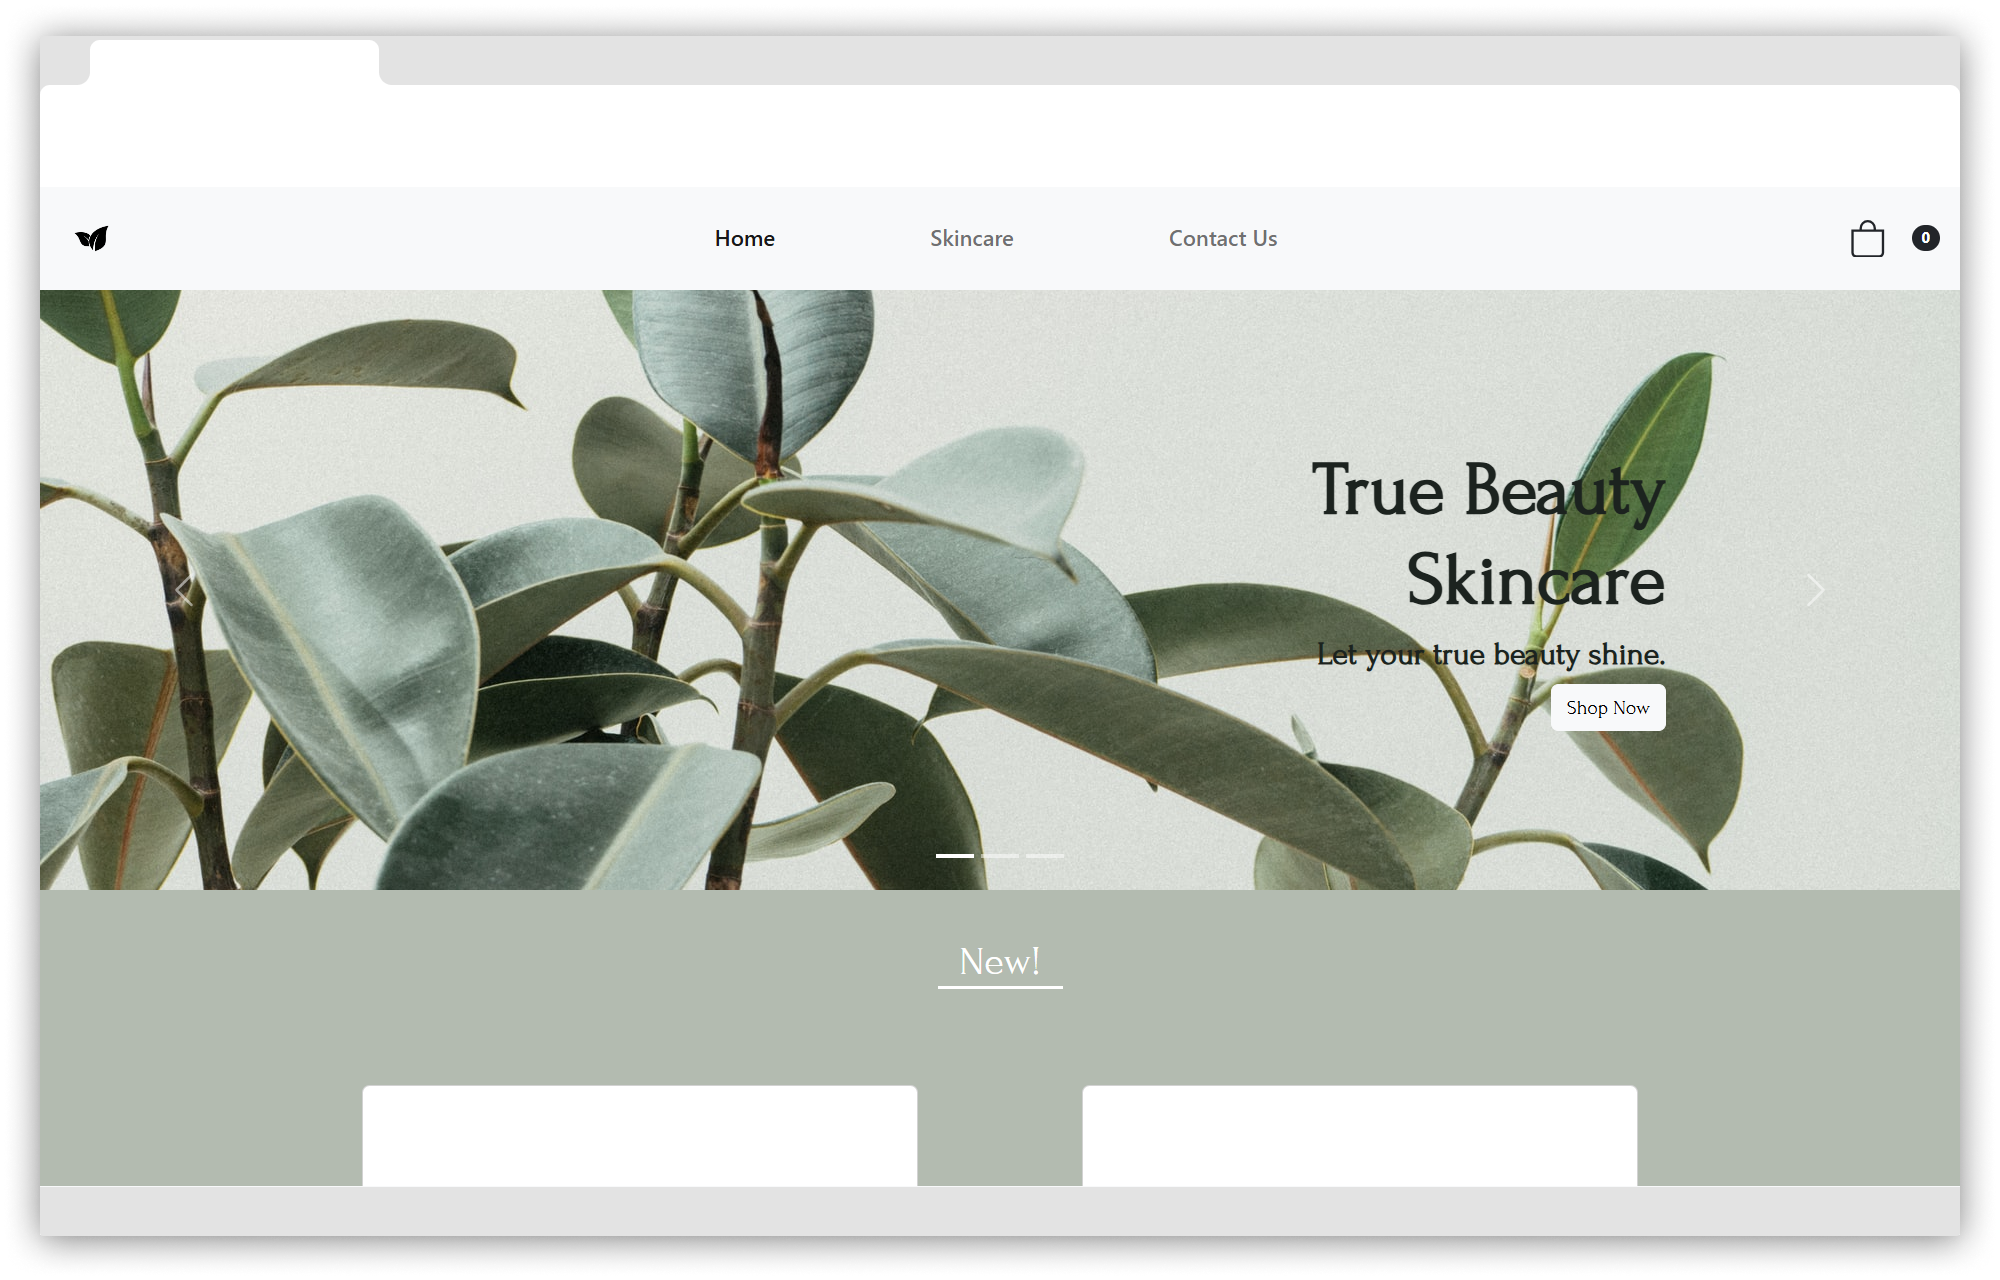 Home
Skincare
Contact Us
0
True Beauty
Skincare
Let your true beauty shine.
Shop Now
New!